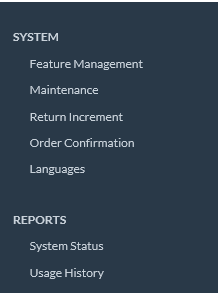 SYSTEM
Feature Management
Maintenance
Return Increment
Order Confirmation
Languages
REPORTS
System Status
Usage History